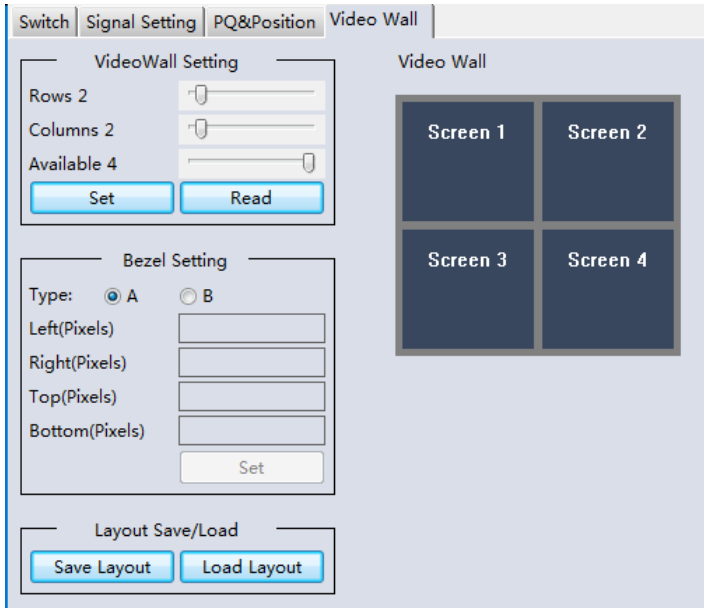 Switch Signal Setting PQ&Position Video Wall
VideoWall Setting
Rows 2
Columns 2
Available 4
Set Read
Bezel Setting
Type: A B
Left(Pixels)
Right(Pixels)
Top(Pixels)
Bottom(Pixels)
Set
Layout Save/Load
Save Layout Load Layout
Video Wall
Screen 1 Screen 2
Screen 3 Screen 4